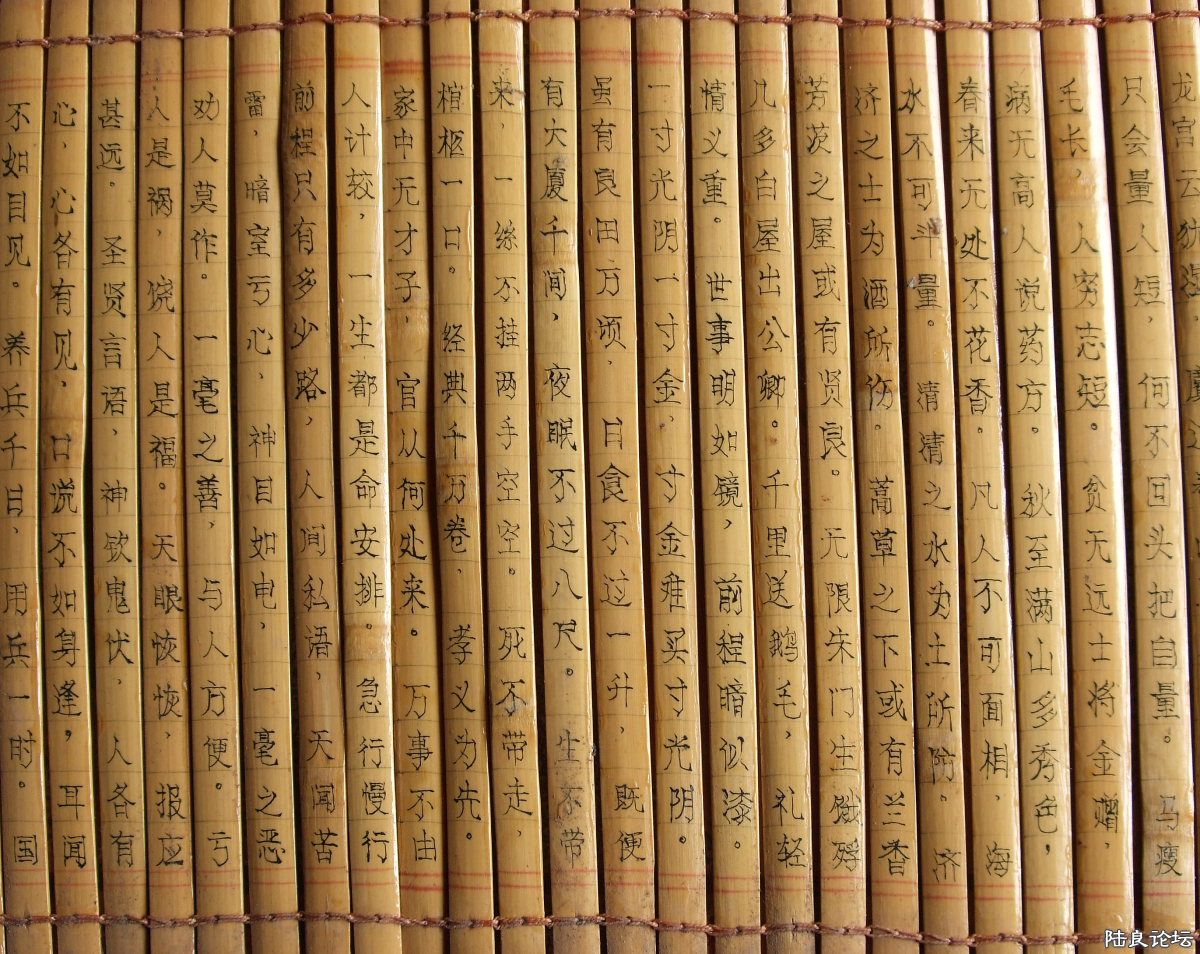 龙宫云犹湿，麝过春
只会量人短，何不回头把自量。马瘦
毛长，人穷志短。贫无远士将金赠，
病无高人说药方。秋至满山多秀色，
春来无处不花香。凡人不可面相，海
水不可斗量。清清之水为土所防。济
济之士为酒所伤。蒿草之下或有兰香
芳茨之屋或有贤良。无限朱门生饿殍
几多白屋出公卿。千里送鹅毛，礼轻
情义重。世事明如镜，前程暗似漆。
一寸光阴一寸金，寸金难买寸光阴。
虽有良田万顷，日食不过一升，既便
有大厦千间，夜眠不过八尺。生不带
来，一丝不挂两手空空。死不带走，
棺柩一口。经典千万卷，孝义为先。
家中无才子，官从何处来。万事不由
人计较，一生都是命安排。急行慢行
前程只有多少路，人间私语，天闻苦
雷，暗室亏心，神目如电，一毫之恶
劝人莫作。一毫之善，与人方便。亏
人是祸，饶人是福。天眼恢恢，报应
甚远。圣贤言语，神钦鬼伏，人各有
心，心各有见，口说不如身逢，耳闻
不如目见。养兵千日，用兵一时。国
陆良论坛